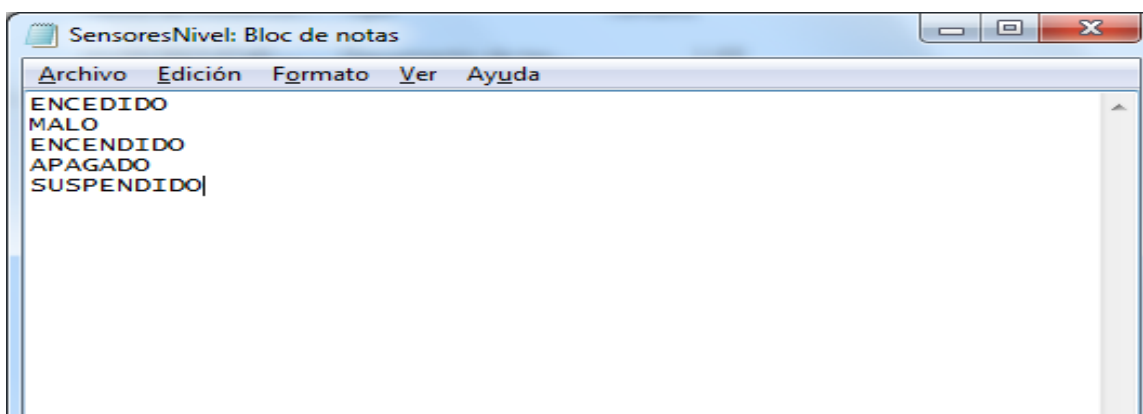 SensoresNivel: Bloc de notas
Archivo Edición Formato Ver Ayuda
ENCEDIDO
MALO
ENCENDIDO
APAGADO
SUSPENDIDO